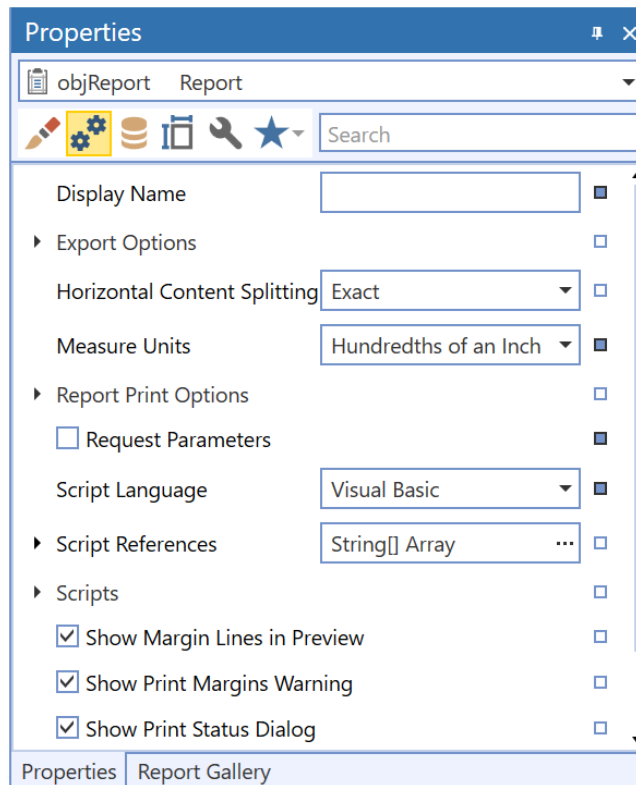 Properties
objReport Report
Search
Display Name
Export Options
Horizontal Content Splitting Exact
Measure Units Hundredths of an Inch
Report Print Options
Request Parameters
Script Language Visual Basic
Script References String[] Array ...
Scripts
Show Margin Lines in Preview
Show Print Margins Warning
Show Print Status Dialog
Properties Report Gallery